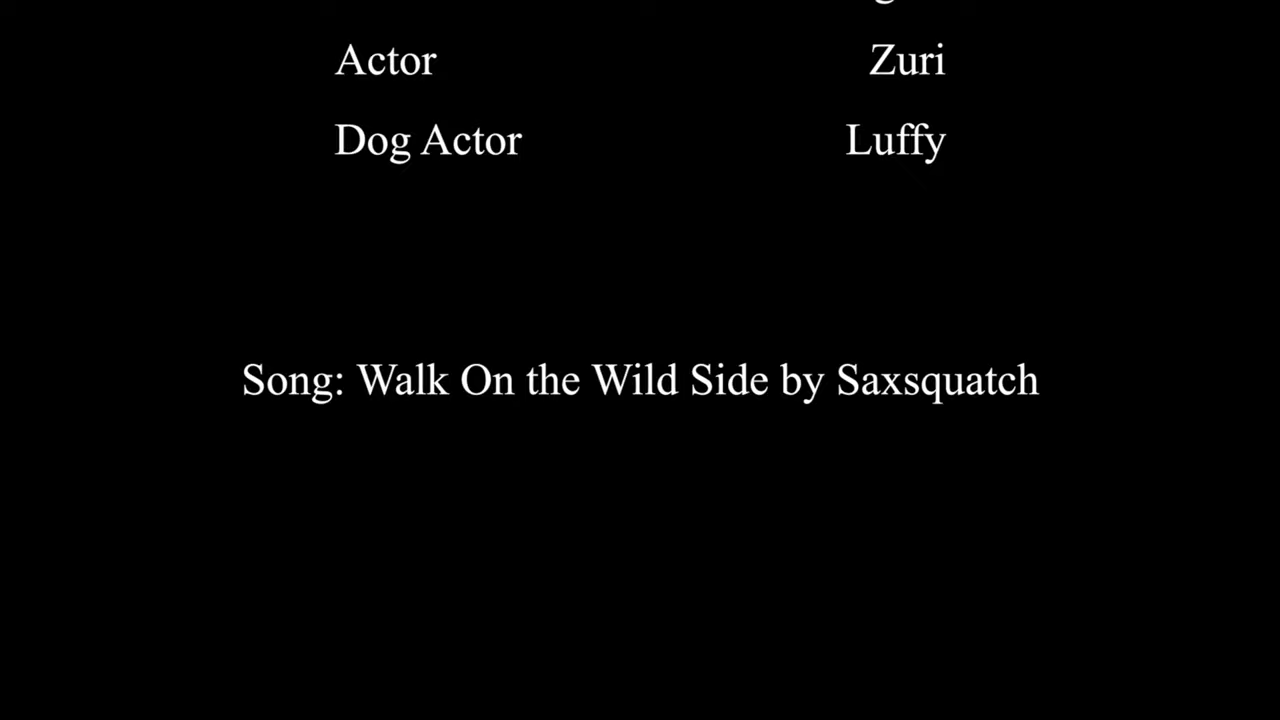 Actor Zuri
Dog Actor Luffy
Song: Walk On the Wild Side by Saxsquatch